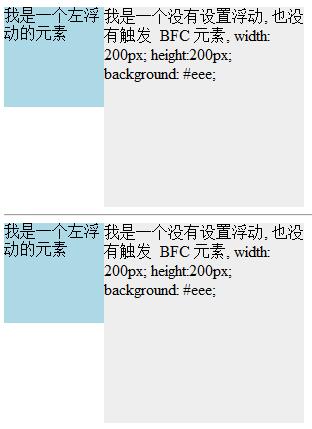 我是一个左浮
动的元素
我是一个没有设置浮动, 也没
有触发 BFC 元素, width:
200px; height:200px;
background: #eee;
我是一个左浮
动的元素
我是一个没有设置浮动, 也没
有触发 BFC 元素, width:
200px; height:200px;
background: #eee;